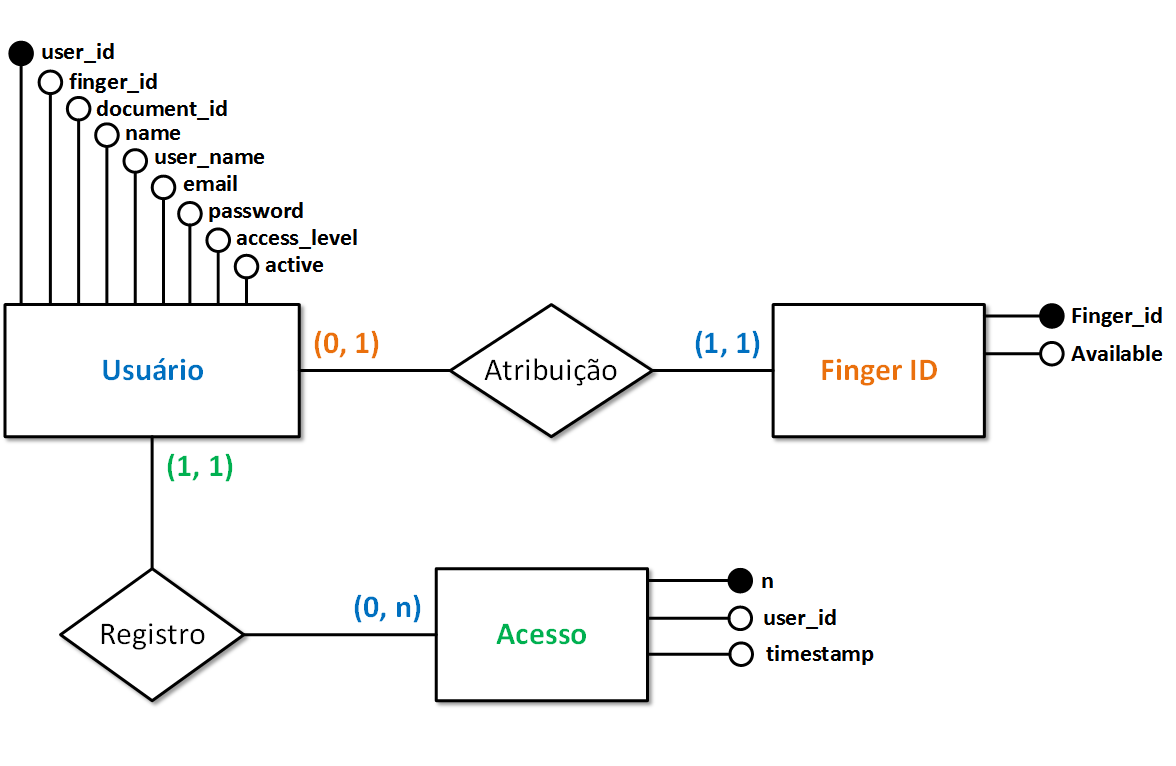 user_id
finger_id
document_id
name
user_name
email
password
access_level
active
Usuário
(0, 1)
Atribuição
(1, 1)
Finger ID
Finger_id
Available
(1, 1)
Registro
(0, n)
Acesso
n
user_id
timestamp